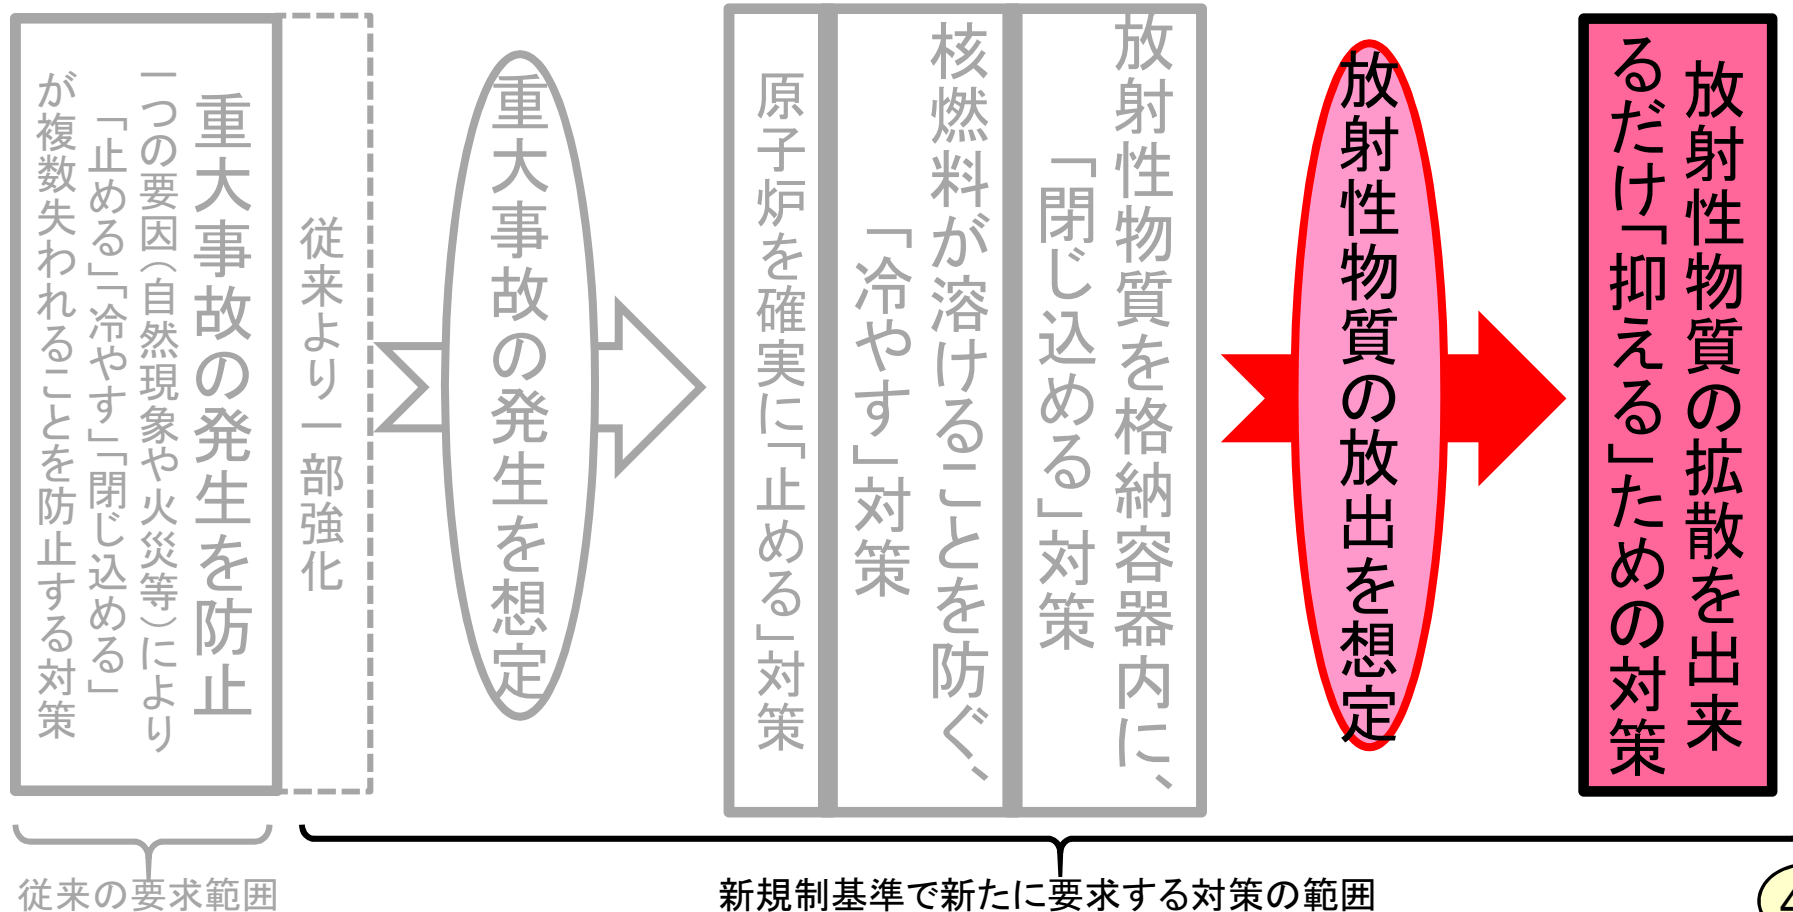 重大事故の発生を防止
一つの要因（自然現象や火災等）により
「止める」「冷やす」「閉じ込める」
が複数失われることを防止する対策
従来より一部強化
重大事故の発生を想定
原子炉を確実に「止める」対策
核燃料が溶けることを防ぐ、
「冷やす」対策
放射性物質を格納容器内に、
「閉じ込める」対策
放射性物質の放出を想定
放射性物質の拡散を出来
るだけ「抑える」ための対策
従来の要求範囲
新規制基準で新たに要求する対策の範囲